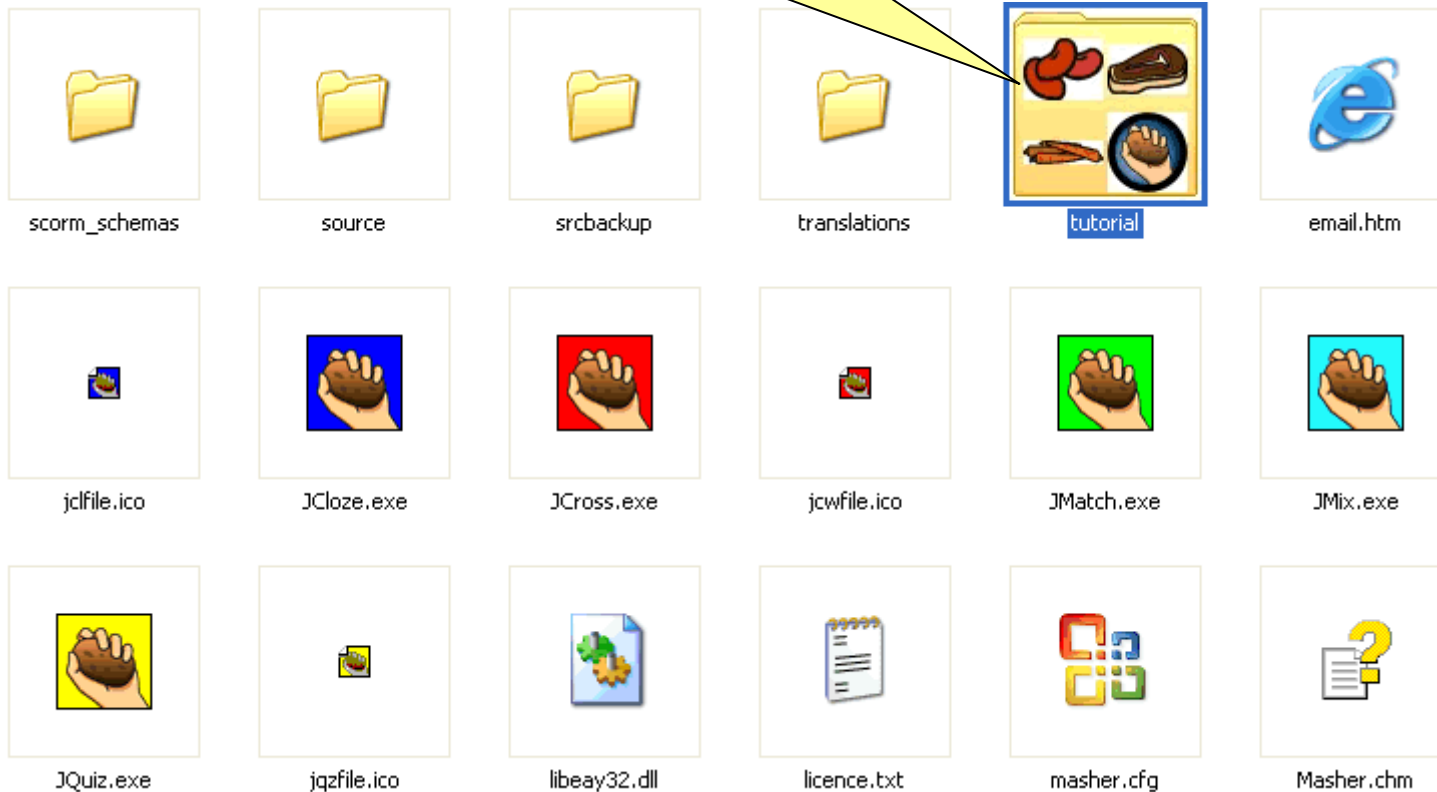 scorm_schemas source srcbackup translations tutorial email.htm
jclfile.ico JCloze.exe JCross.exe jcwfile.ico JMatch.exe JMix.exe
JQuiz.exe jqzfile.ico libeay32.dll licence.txt masher.cfg Masher.chm